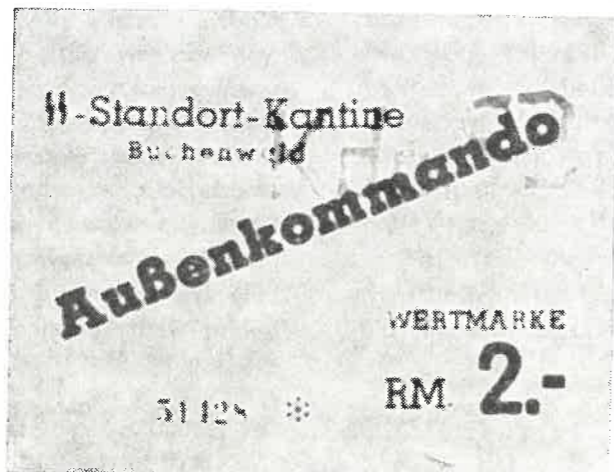 ᛋᛋ-Standort-Kantine
Buchenwald
Außenkommando
WERTMARKE
RM. 2.-